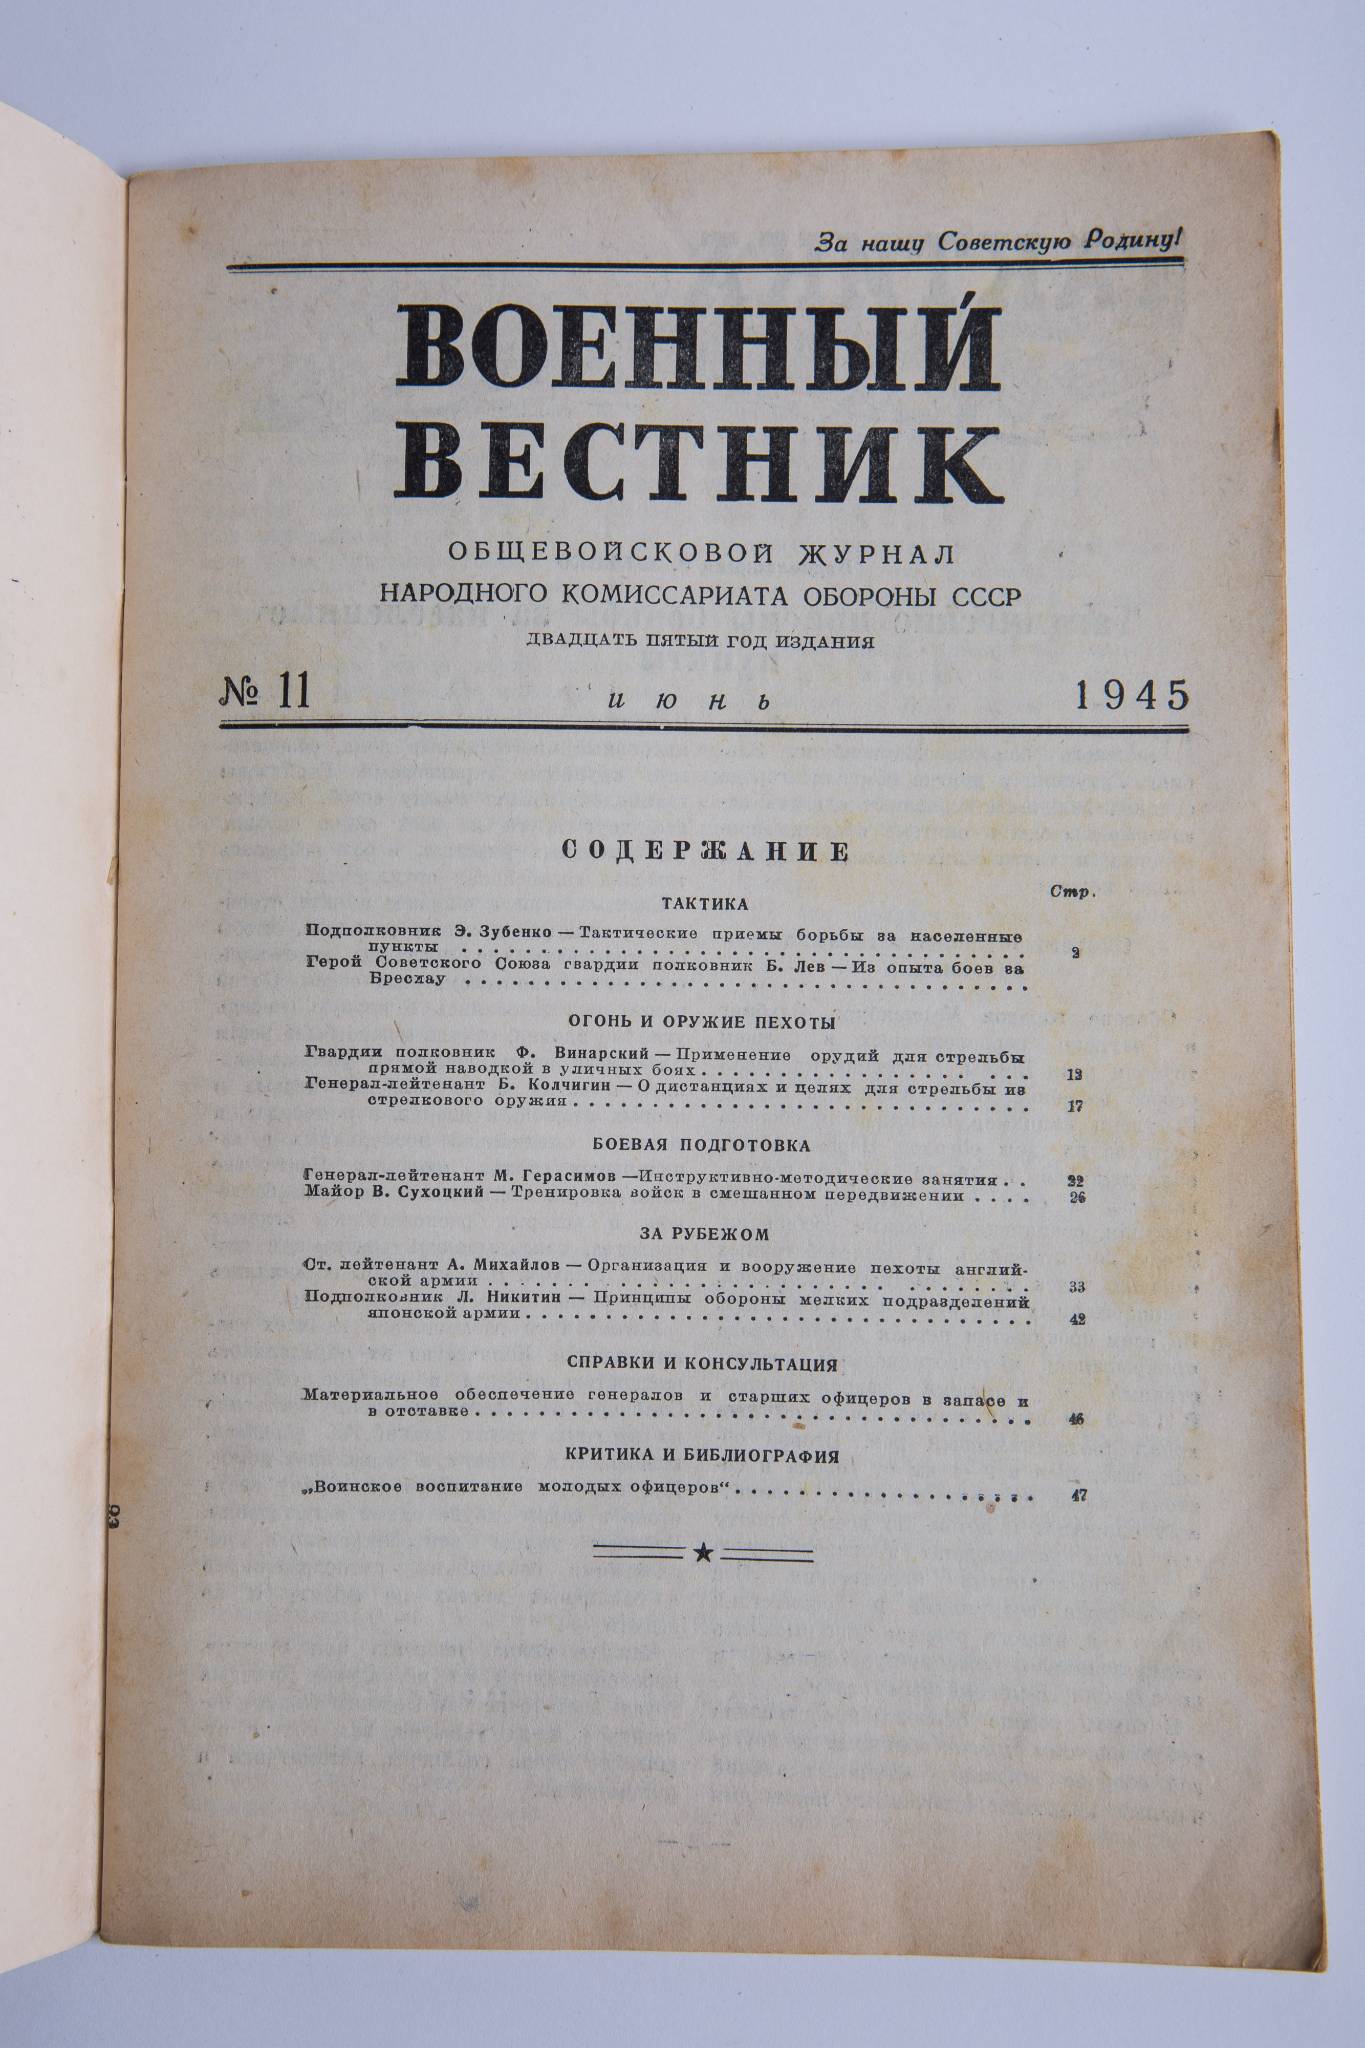 За нашу Советскую Родину!
ВОЕННЫЙ
ВЕСТНИК
ОБЩЕВОЙСКОВОЙ ЖУРНАЛ
НАРОДНОГО КОМИССАРИАТА ОБОРОНЫ СССР
ДВАДЦАТЬ ПЯТЫЙ ГОД ИЗДАНИЯ
№ 11 июнь 1945
СОДЕРЖАНИЕ
Стр.
ТАКТИКА
Подполковник Э. Зубенко — Тактические приемы борьбы за населенные
пункты . . . . . . . . . . . . . . . . . . . . . . . . . . . . . . . . . . . . 2
Герой Советского Союза гвардии полковник Б. Лев — Из опыта боев за
Бреслау . . . . . . . . . . . . . . . . . . . . . . . . . . . . . . . . . . . .
ОГОНЬ И ОРУЖИЕ ПЕХОТЫ
Гвардии полковник Ф. Винарский — Применение орудий для стрельбы
прямой наводкой в уличных боях . . . . . . . . . . . . . . . . . . . . 12
Генерал-лейтенант Б. Колчигин — О дистанциях и целях для стрельбы из
стрелкового оружия . . . . . . . . . . . . . . . . . . . . . . . . . . . . . 17
БОЕВАЯ ПОДГОТОВКА
Генерал-лейтенант М. Герасимов —Инструктивно-методические занятия . . 22
Майор В. Сухоцкий — Тренировка войск в смешанном передвижении . . . . 26
ЗА РУБЕЖОМ
Ст. лейтенант А. Михайлов — Организация и вооружение пехоты англий-
ской армии . . . . . . . . . . . . . . . . . . . . . . . . . . . . . . . . . . 33
Подполковник Л. Никитин — Принципы обороны мелких подразделений
японской армии . . . . . . . . . . . . . . . . . . . . . . . . . . . . . . . . 42
СПРАВКИ И КОНСУЛЬТАЦИЯ
Материальное обеспечение генералов и старших офицеров в запасе и
в отставке . . . . . . . . . . . . . . . . . . . . . . . . . . . . . . . . . . . 46
КРИТИКА И БИБЛИОГРАФИЯ
„Воинское воспитание молодых офицеров“ . . . . . . . . . . . . . . . . . . . 47